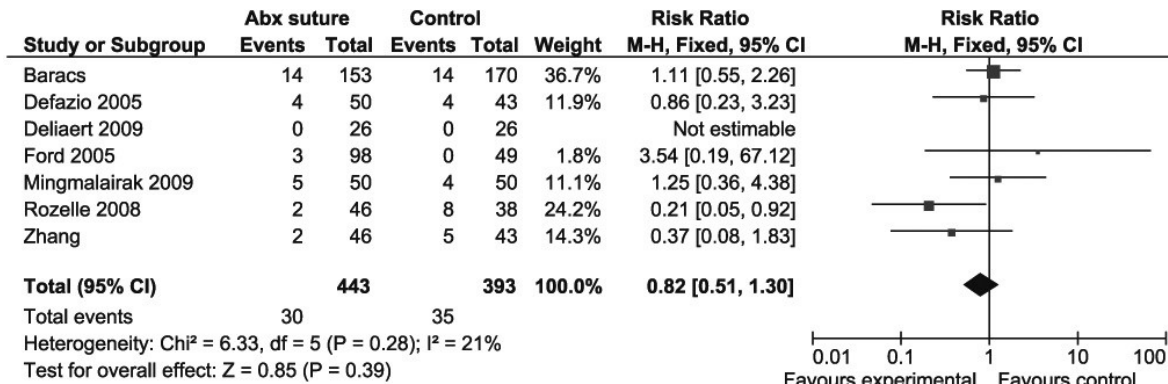 Abx suture Control Risk Ratio Risk Ratio
Study or Subgroup Events Total Events Total Weight M-H, Fixed, 95% CI M-H, Fixed, 95% CI
Baracs 14 153 14 170 36.7% 1.11 [0.55, 2.26]
Defazio 2005 4 50 4 43 11.9% 0.86 [0.23, 3.23]
Deliaert 2009 0 26 0 26 Not estimable
Ford 2005 3 98 0 49 1.8% 3.54 [0.19, 67.12]
Mingmalairak 2009 5 50 4 50 11.1% 1.25 [0.36, 4.38]
Rozelle 2008 2 46 8 38 24.2% 0.21 [0.05, 0.92]
Zhang 2 46 5 43 14.3% 0.37 [0.08, 1.83]
Total (95% CI) 443 393 100.0% 0.82 [0.51, 1.30]
Total events 30 35
Heterogeneity: Chi² = 6.33, df = 5 (P = 0.28); I² = 21%
Test for overall effect: Z = 0.85 (P = 0.39)
0.01 0.1 1 10 100
Favours experimental Favours control